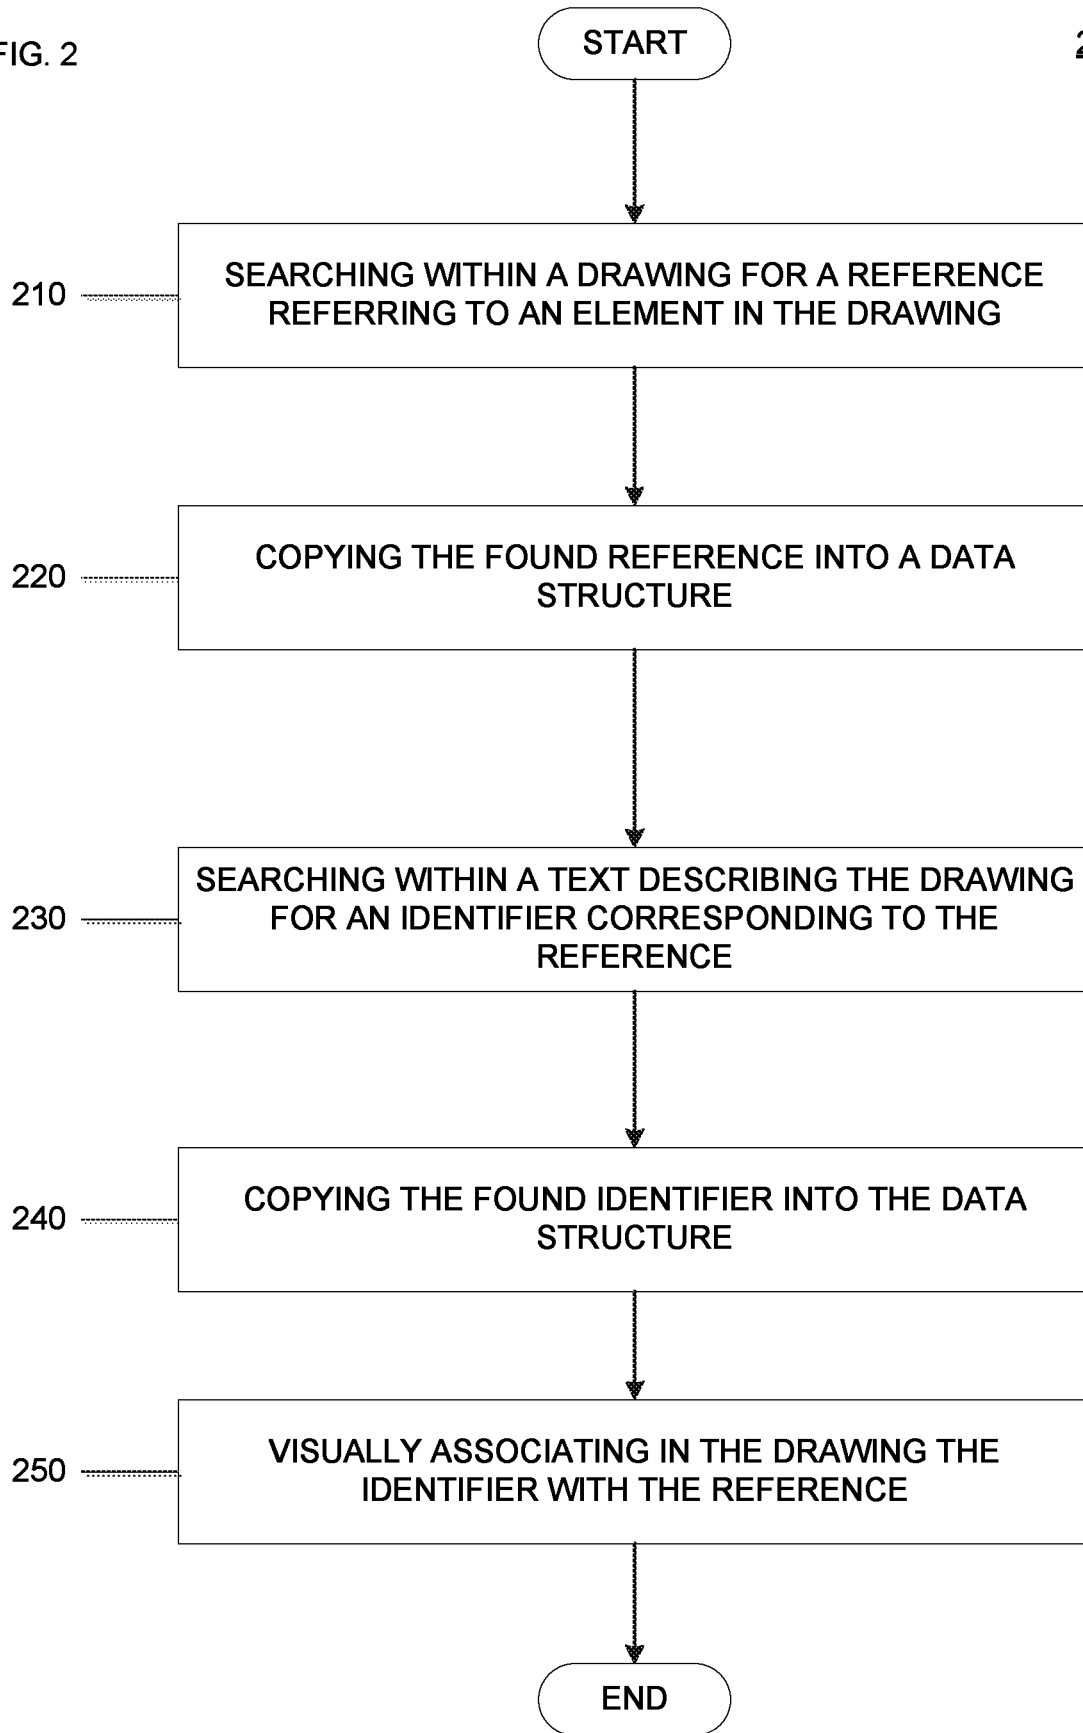 FIG. 2
START
2
210
SEARCHING WITHIN A DRAWING FOR A REFERENCE
REFERRING TO AN ELEMENT IN THE DRAWING
220
COPYING THE FOUND REFERENCE INTO A DATA
STRUCTURE
230
SEARCHING WITHIN A TEXT DESCRIBING THE DRAWING
FOR AN IDENTIFIER CORRESPONDING TO THE
REFERENCE
240
COPYING THE FOUND IDENTIFIER INTO THE DATA
STRUCTURE
250
VISUALLY ASSOCIATING IN THE DRAWING THE
IDENTIFIER WITH THE REFERENCE
END